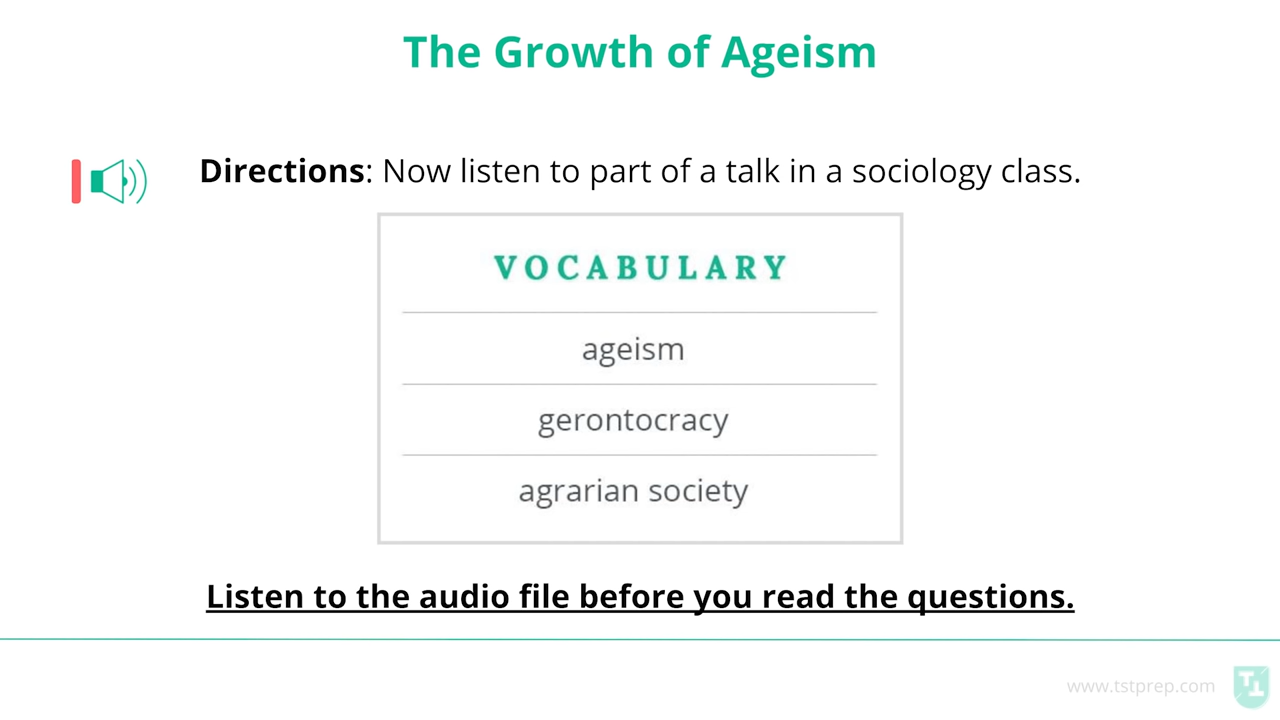 The Growth of Ageism
Directions: Now listen to part of a talk in a sociology class.
VOCABULARY
ageism
gerontocracy
agrarian society
Listen to the audio file before you read the questions.
www.tstprep.com